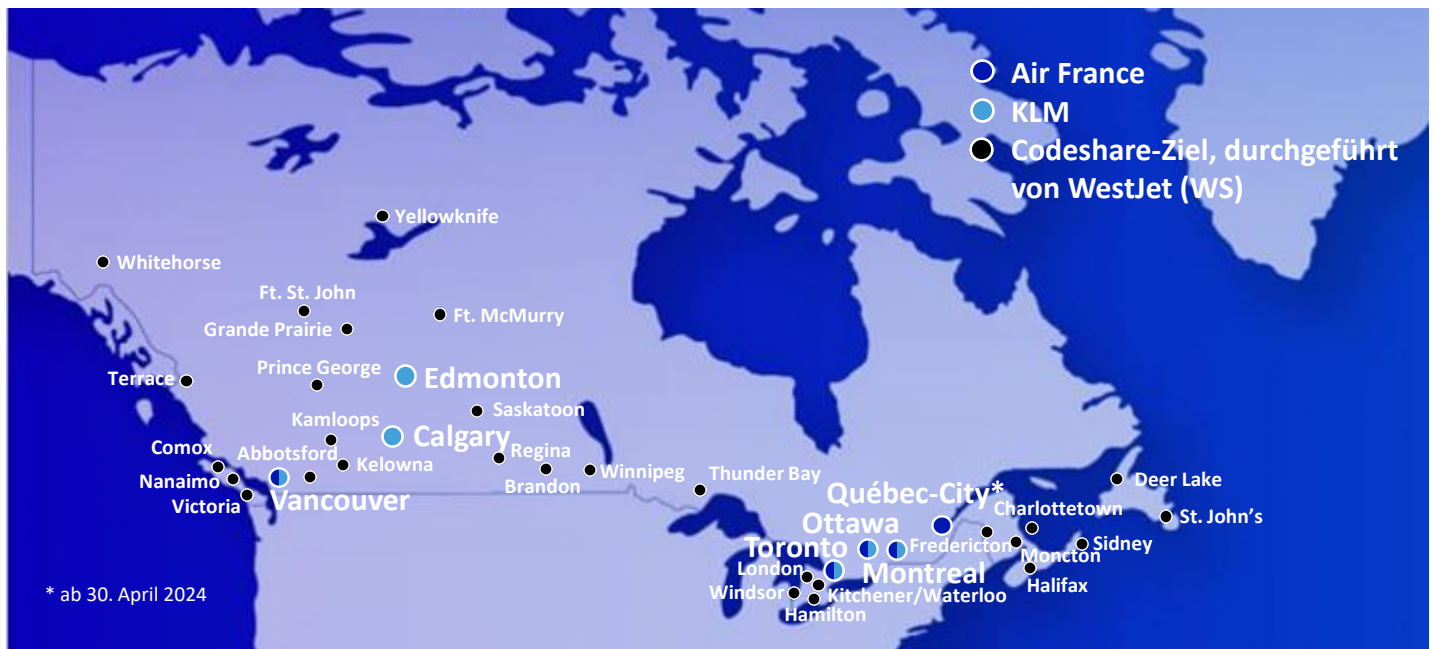 Air France
KLM
Codeshare-Ziel, durchgeführt
von WestJet (WS)
Yellowknife
Whitehorse
Ft. St. John
Ft. McMurry
Grande Prairie
Prince George
Terrace
Edmonton
Saskatoon
Kamloops
Calgary
Comox
Abbotsford
Regina
Kelowna
Winnipeg
Thunder Bay
Nanaimo
Brandon
Deer Lake
Vancouver
Victoria
Québec-City*
Charlottetown
St. John's
Ottawa
Fredericton
Toronto
Moncton
Sidney
London
Montreal
Halifax
Windsor
Kitchener/Waterloo
Hamilton
* ab 30. April 2024